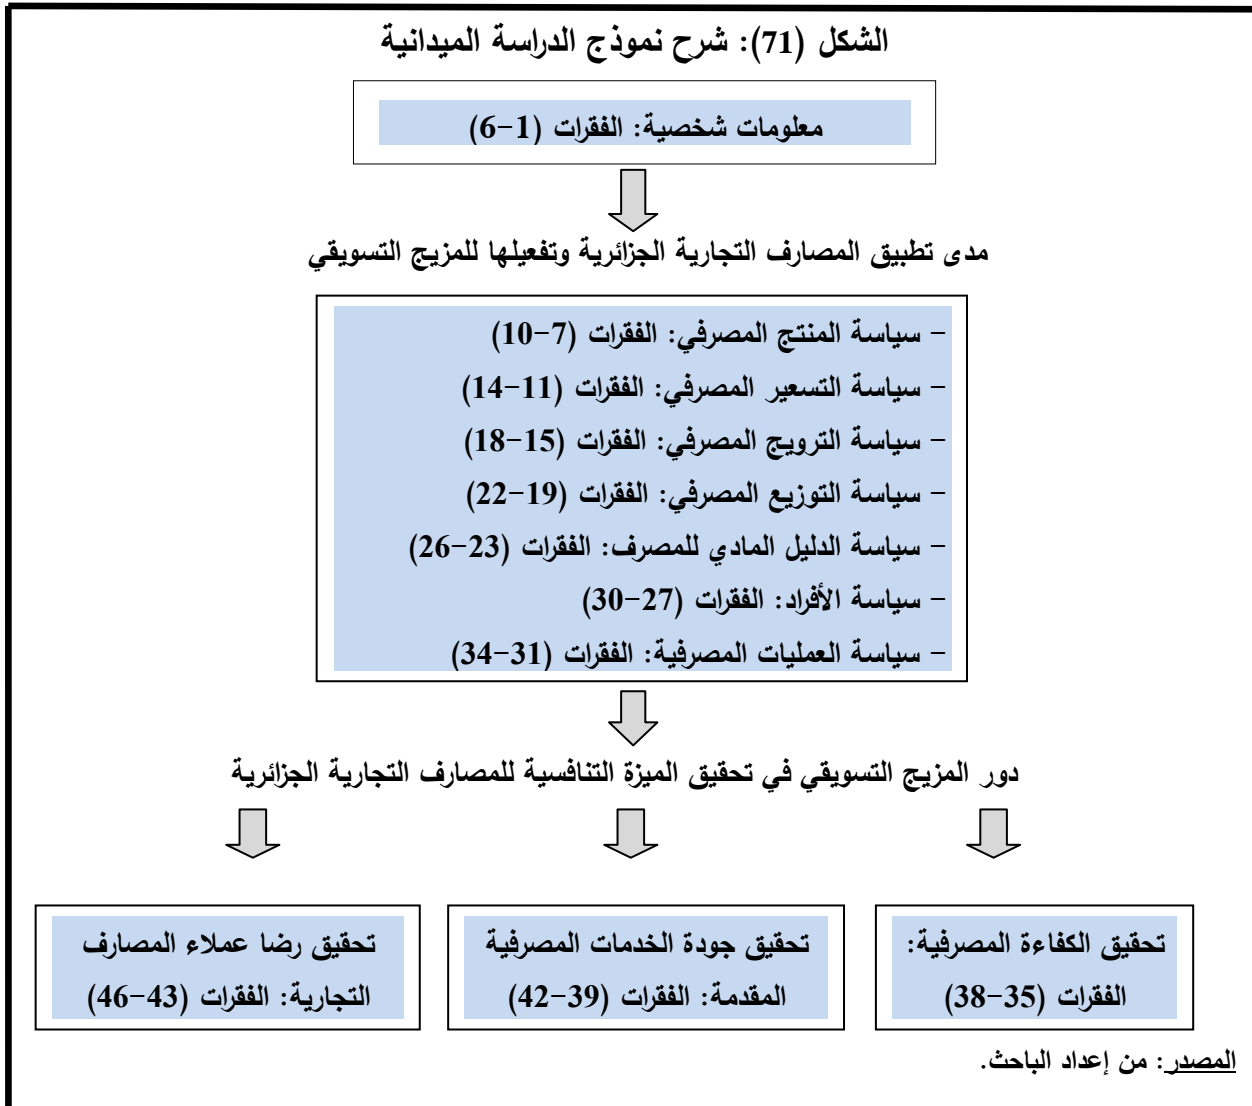 الشكل (71): شرح نموذج الدراسة الميدانية
معلومات شخصية: الفقرات (1-6)
مدى تطبيق المصارف التجارية الجزائرية وتفعيلها للمزيج التسويقي
- سياسة المنتج المصرفي: الفقرات (7-10)
- سياسة التسعير المصرفي: الفقرات (11-14)
- سياسة الترويج المصرفي: الفقرات (15-18)
- سياسة التوزيع المصرفي: الفقرات (19-22)
- سياسة الدليل المادي للمصرف: الفقرات (23-26)
- سياسة الأفراد: الفقرات (27-30)
- سياسة العمليات المصرفية: الفقرات (31-34)
دور المزيج التسويقي في تحقيق الميزة التنافسية للمصارف التجارية الجزائرية
تحقيق الكفاءة المصرفية:
الفقرات (35-38)
تحقيق جودة الخدمات المصرفية
المقدمة: الفقرات (39-42)
تحقيق رضا عملاء المصارف
التجارية: الفقرات (43-46)
المصدر: من إعداد الباحث.